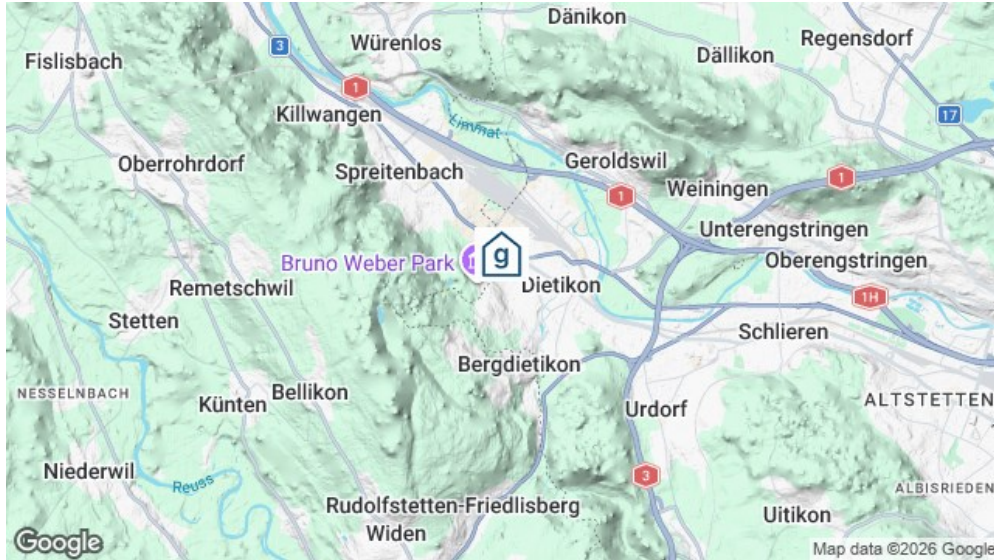 Dänikon
Würenlos
Regensdorf
Fislisbach
3
Dällikon
1
Killwangen
17
Limmat
Oberrohrdorf
Spreitenbach
Geroldswil
Weiningen
1
1
Unterengstringen
Bruno Weber Park
g
Oberengstringen
Remetschwil
Dietikon
1H
Stetten
Schlieren
Bergdietikon
NESSELNBACH
Bellikon
Künten
Urdorf
ALTSTETTEN
Niederwil
3
Reuss
ALBISRIEDEN
Rudolfstetten-Friedlisberg
Widen
Uitikon
Google
Map data ©2026 Google